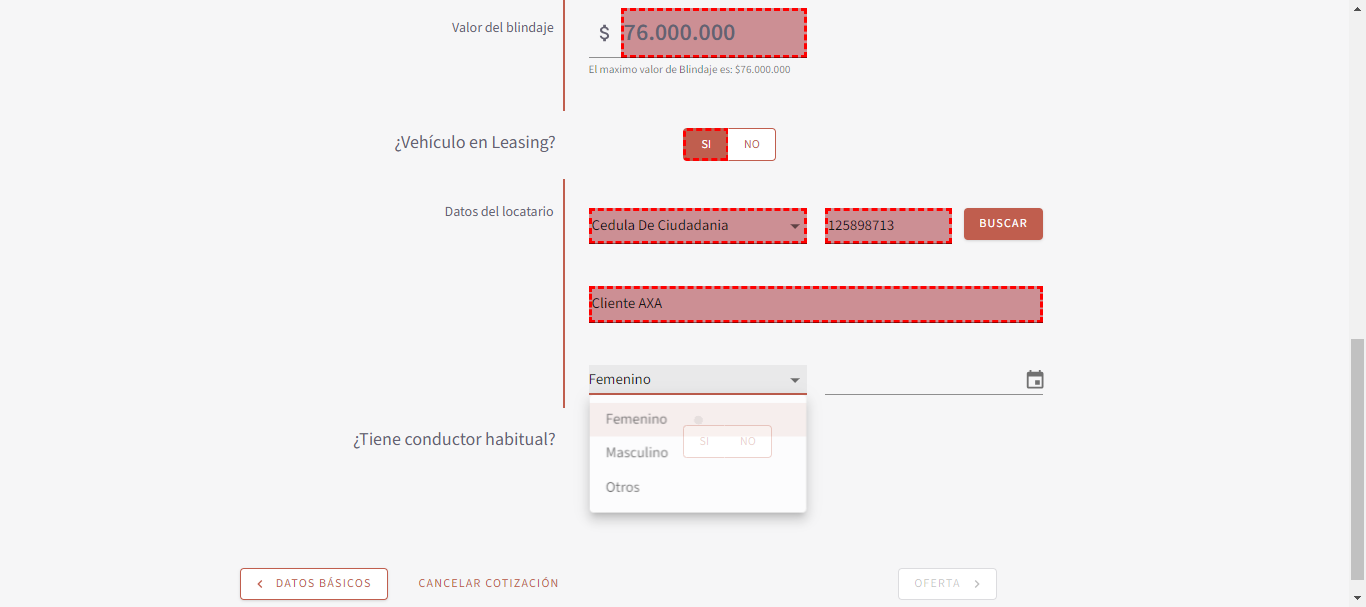 Valor del blindaje
$ 76.000.000
El maximo valor de Blindaje es: $76.000.000
¿Vehículo en Leasing?
SI NO
Datos del locatario
Cedula De Ciudadania
125898713
BUSCAR
Cliente AXA
Femenino
Femenino
¿Tiene conductor habitual?
SI NO
Masculino
Otros
DATOS BÁSICOS
CANCELAR COTIZACIÓN
OFERTA